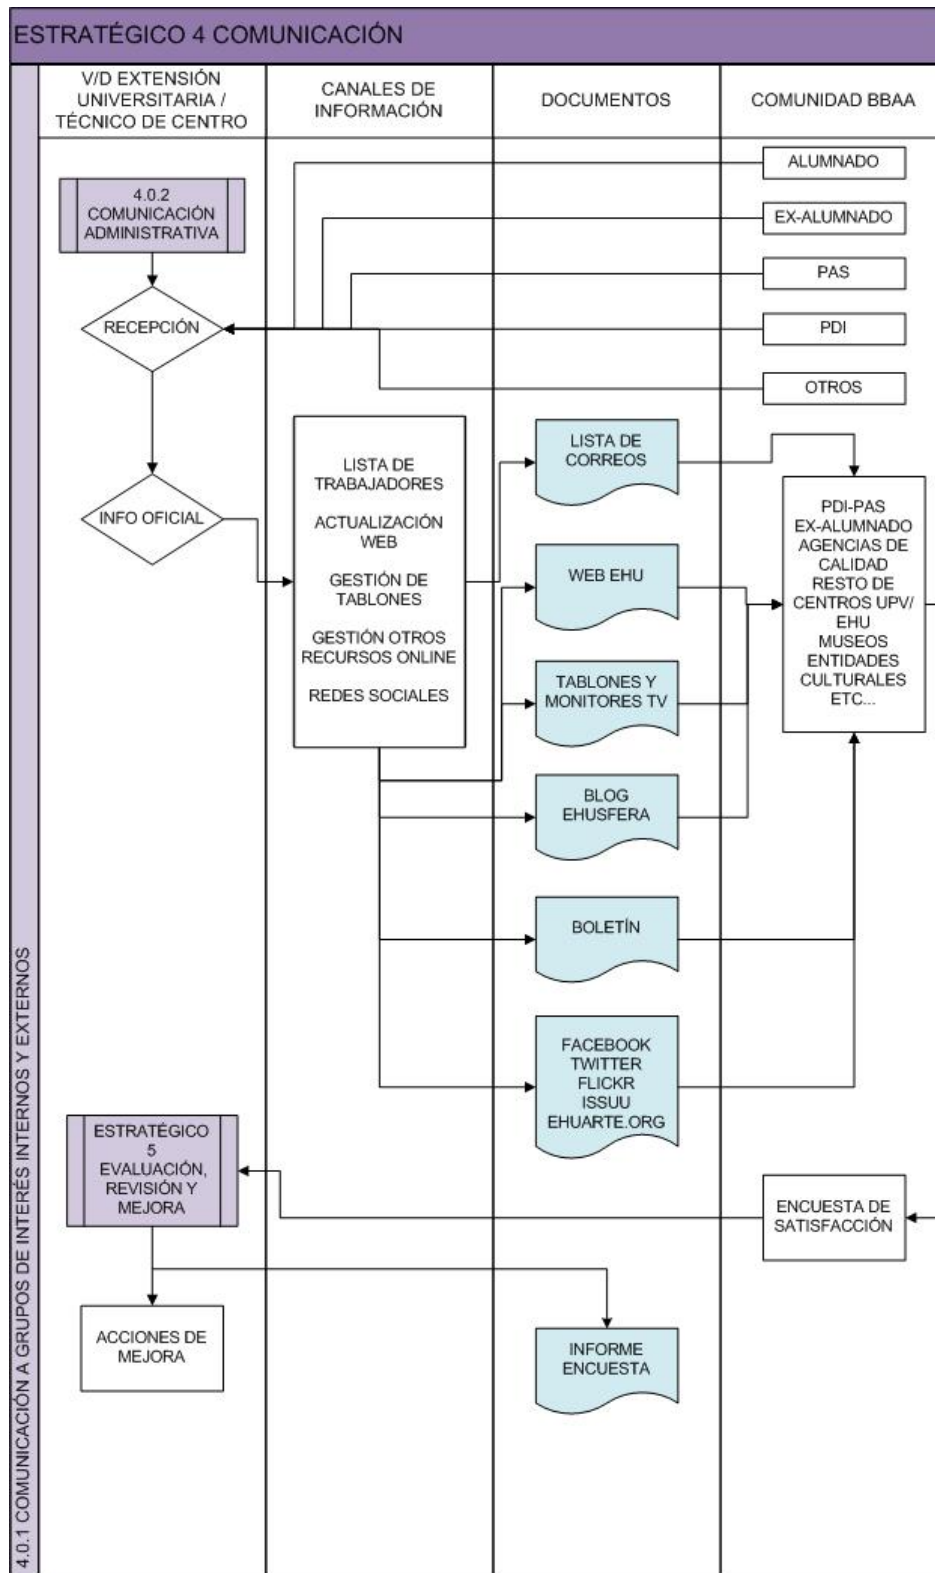 ESTRATÉGICO 4 COMUNICACIÓN
4.0.1 COMUNICACIÓN A GRUPOS DE INTERÉS INTERNOS Y EXTERNOS
V/D EXTENSIÓN
UNIVERSITARIA /
TÉCNICO DE CENTRO
CANALES DE
INFORMACIÓN
DOCUMENTOS
COMUNIDAD BBAA
ALUMNADO
4.0.2
COMUNICACIÓN
ADMINISTRATIVA
EX-ALUMNADO
PAS
RECEPCIÓN
PDI
OTROS
LISTA DE
TRABAJADORES
ACTUALIZACIÓN
WEB
GESTIÓN DE
TABLONES
GESTIÓN OTROS
RECURSOS ONLINE
REDES SOCIALES
LISTA DE
CORREOS
INFO OFICIAL
PDI-PAS
EX-ALUMNADO
AGENCIAS DE
CALIDAD
RESTO DE
CENTROS UPV/
EHU
MUSEOS
ENTIDADES
CULTURALES
ETC...
WEB EHU
TABLONES Y
MONITORES TV
BLOG
EHUSFERA
BOLETÍN
FACEBOOK
TWITTER
FLICKR
ISSUU
EHUARTE.ORG
ESTRATÉGICO
5
EVALUACIÓN,
REVISIÓN Y
MEJORA
ENCUESTA DE
SATISFACCIÓN
ACCIONES DE
MEJORA
INFORME
ENCUESTA